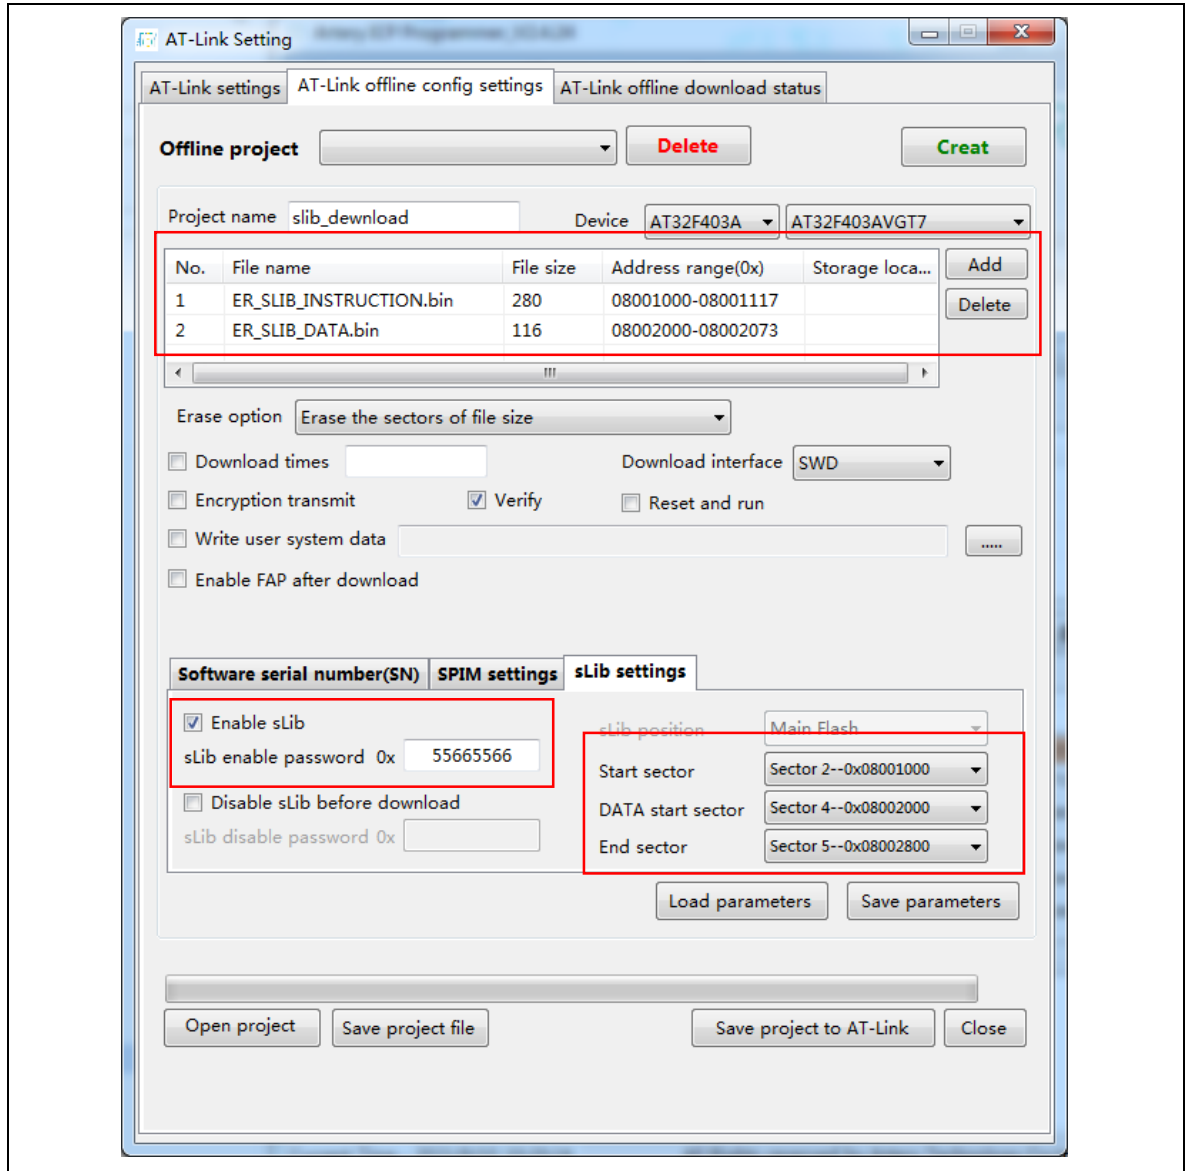 AT-Link Setting
AT-Link settings AT-Link offline config settings AT-Link offline download status
Offline project Delete Creat
Project name slib_dewnload Device AT32F403A AT32F403AVGT7
No. File name File size Address range(0x) Storage loca... Add
1 ER_SLIB_INSTRUCTION.bin 280 08001000-08001117
Delete
2 ER_SLIB_DATA.bin 116 08002000-08002073
Erase option Erase the sectors of file size
Download times Download interface SWD
Encryption transmit Verify Reset and run
Write user system data .....
Enable FAP after download
Software serial number(SN) SPIM settings sLib settings
Enable sLib sLib position Main Flash
sLib enable password 0x 55665566
Start sector Sector 2--0x08001000
Disable sLib before download DATA start sector Sector 4--0x08002000
sLib disable password 0x End sector Sector 5--0x08002800
Load parameters Save parameters
Open project Save project file Save project to AT-Link Close